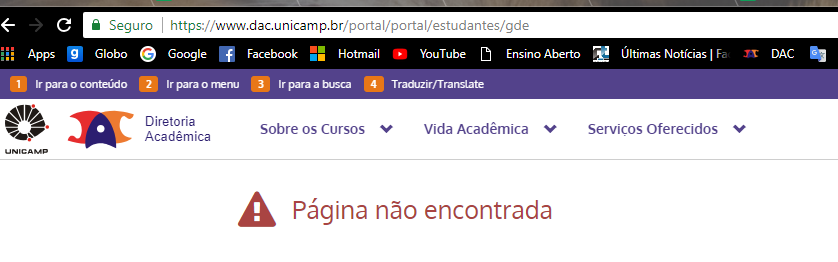 Seguro | https://www.dac.unicamp.br/portal/portal/estudantes/gde
Apps Globo Google Facebook Hotmail YouTube Ensino Aberto Últimas Notícias | Fa DAC
1 Ir para o conteúdo 2 Ir para o menu 3 Ir para a busca 4 Traduzir/Translate
UNICAMP
Diretoria
Acadêmica
Sobre os Cursos Vida Acadêmica Serviços Oferecidos
Página não encontrada